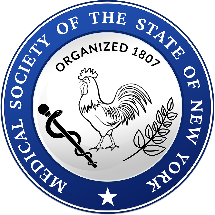 MEDICAL SOCIETY OF THE STATE OF NEW YORK
ORGANIZED 1807